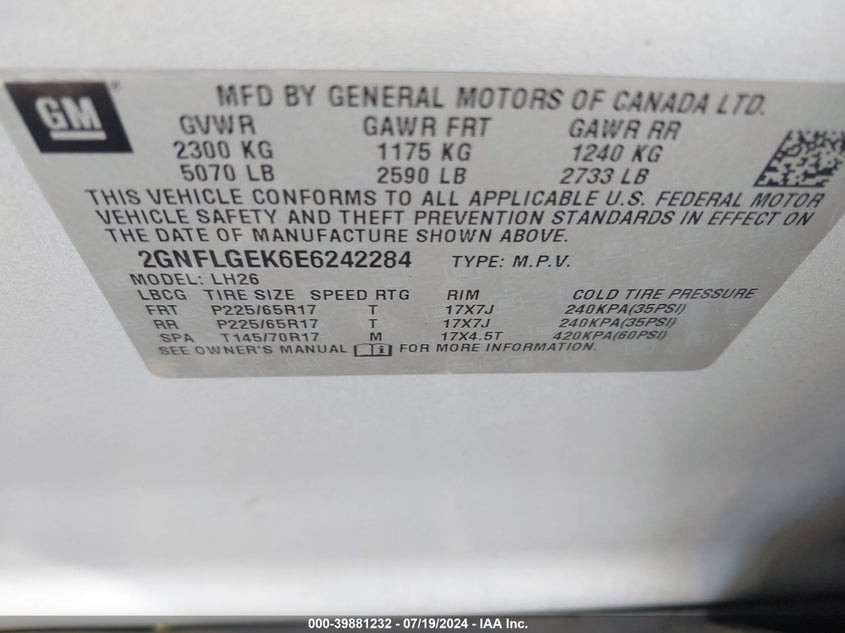 GM MFD BY GENERAL MOTORS OF CANADA LTD.
GVWR GAWR FRT GAWR RR
2300 KG 1175 KG 1240 KG
5070 LB 2590 LB 2733 LB
THIS VEHICLE CONFORMS TO ALL APPLICABLE U.S. FEDERAL MOTOR
VEHICLE SAFETY AND THEFT PREVENTION STANDARDS IN EFFECT ON
THE DATE OF MANUFACTURE SHOWN ABOVE.
2GNFLGEK6E6242284 TYPE: M.P.V.
MODEL: LH26
LBCG TIRE SIZE SPEED RTG RIM COLD TIRE PRESSURE
FRT P225/65R17 T 17X7J 240KPA(35PSI)
RR P225/65R17 T 17X7J 240KPA(35PSI)
SPA T145/70R17 M 17X4.5T 420KPA(60PSI)
SEE OWNER'S MANUAL FOR MORE INFORMATION.
000-39881232 - 07/19/2024 - IAA Inc.